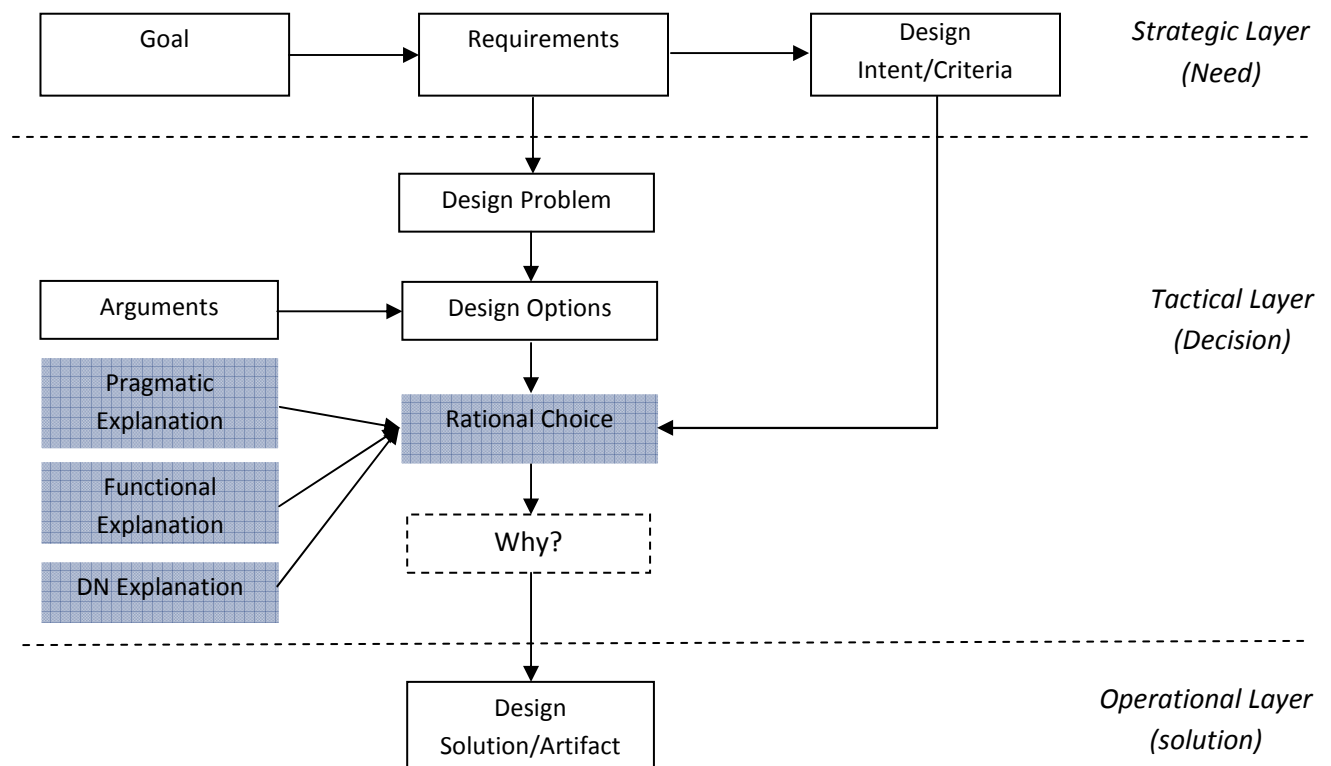 Goal
Requirements
Design
Intent/Criteria
Strategic Layer
(Need)
Design Problem
Arguments
Design Options
Tactical Layer
(Decision)
Pragmatic
Explanation
Rational Choice
Functional
Explanation
Why?
DN Explanation
Design
Solution/Artifact
Operational Layer
(solution)